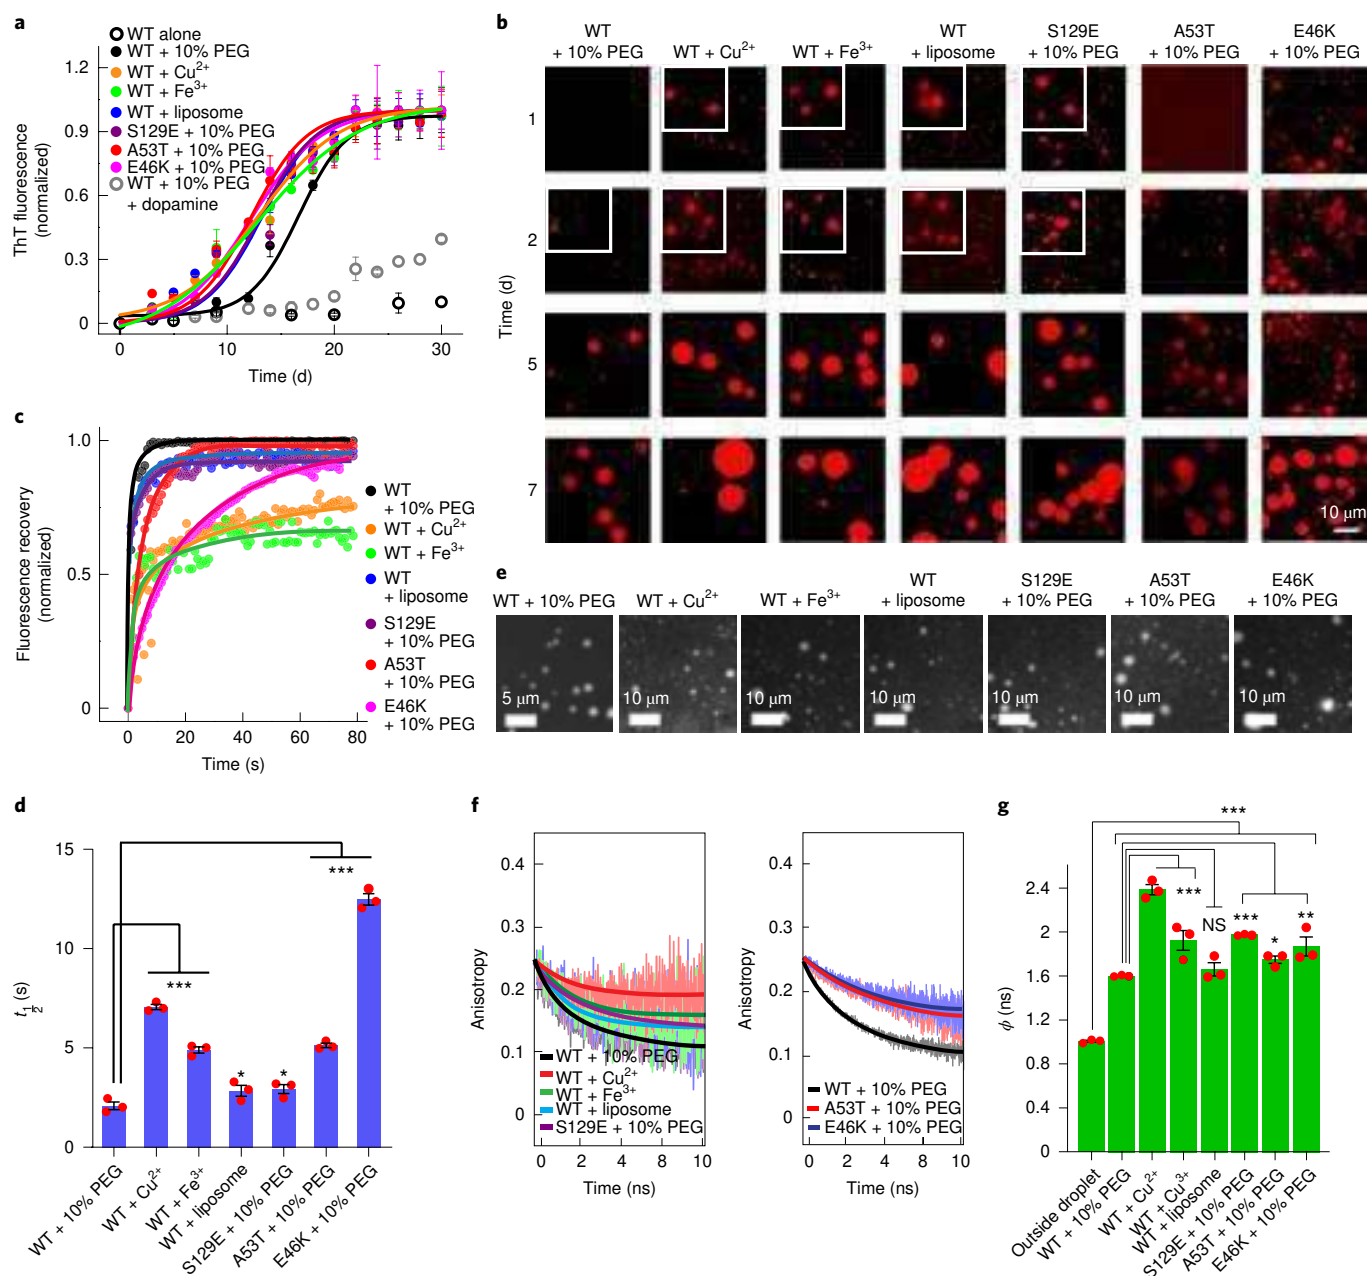 a
WT alone
WT + 10% PEG
WT + Cu2+
WT + Fe3+
WT + liposome
S129E + 10% PEG
A53T + 10% PEG
E46K + 10% PEG
WT + 10% PEG
+ dopamine
ThT fluorescence
(normalized)
1.2
0.9
0.6
0.3
0
0
10
20
30
Time (d)
b
WT
+ 10% PEG
WT + Cu2+
WT + Fe3+
WT
+ liposome
S129E
+ 10% PEG
A53T
+ 10% PEG
E46K
+ 10% PEG
Time (d)
1
2
5
7
10 μm
c
Fluorescence recovery
(normalized)
1.0
0.5
0
0
20
40
60
80
Time (s)
WT
+ 10% PEG
WT + Cu2+
WT + Fe3+
WT
+ liposome
S129E
+ 10% PEG
A53T
+ 10% PEG
E46K
+ 10% PEG
e
WT + 10% PEG
WT + Cu2+
WT + Fe3+
WT
+ liposome
S129E
+ 10% PEG
A53T
+ 10% PEG
E46K
+ 10% PEG
5 μm
10 μm
10 μm
10 μm
10 μm
10 μm
10 μm
d
t1/2 (s)
15
10
5
0
***
***
*
*
WT + 10% PEG
WT + Cu2+
WT + Fe3+
WT + liposome
S129E + 10% PEG
A53T + 10% PEG
E46K + 10% PEG
f
Anisotropy
0.4
0.3
0.2
0.1
0
WT + 10% PEG
WT + Cu2+
WT + Fe3+
WT + liposome
S129E + 10% PEG
0
2
4
6
8
10
Time (ns)
Anisotropy
0.4
0.2
0.1
0
WT + 10% PEG
A53T + 10% PEG
E46K + 10% PEG
0
2
4
6
8
10
Time (ns)
g
ϕ (ns)
2.4
2
1.6
1.2
0.4
0
***
***
NS
***
*
**
Outside droplet
WT + 10% PEG
WT + Cu2+
WT + Cu3+
WT + liposome
S129E + 10% PEG
A53T + 10% PEG
E46K + 10% PEG